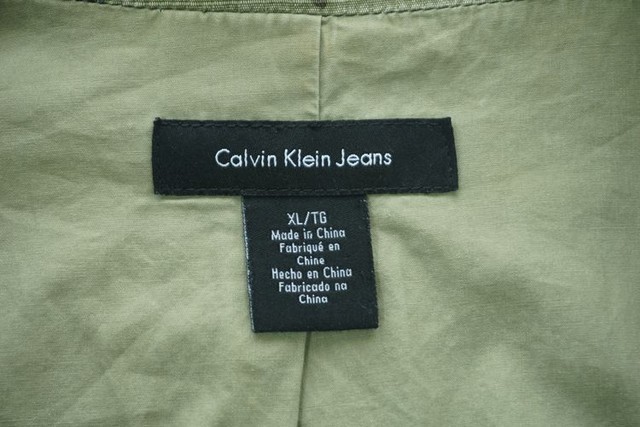 Calvin Klein Jeans
XL/TG
Made in China
Fabriqué en
Chine
Hecho en China
Fabricado na
China